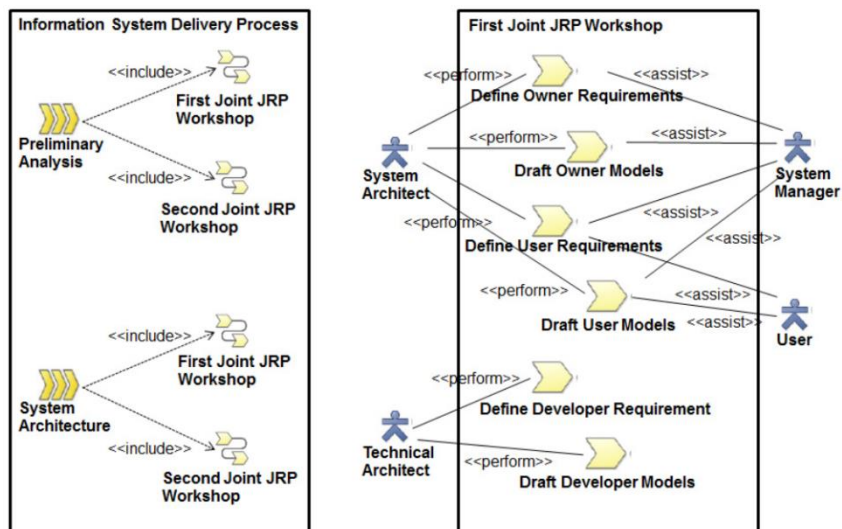 Information System Delivery Process
<<include>>
First Joint JRP
Workshop
Preliminary
Analysis
<<include>>
Second Joint JRP
Workshop
<<include>>
First Joint JRP
Workshop
System
Architecture
<<include>>
Second Joint JRP
Workshop
First Joint JRP Workshop
<<perform>>
<<assist>>
Define Owner Requirements
<<perform>>
<<assist>>
System
Architect
Draft Owner Models
System
Manager
<<perform>>
<<assist>>
Define User Requirements
<<assist>>
<<perform>>
<<assist>>
Draft User Models
<<assist>>
User
<<perform>>
Define Developer Requirement
Technical
Architect
<<perform>>
Draft Developer Models